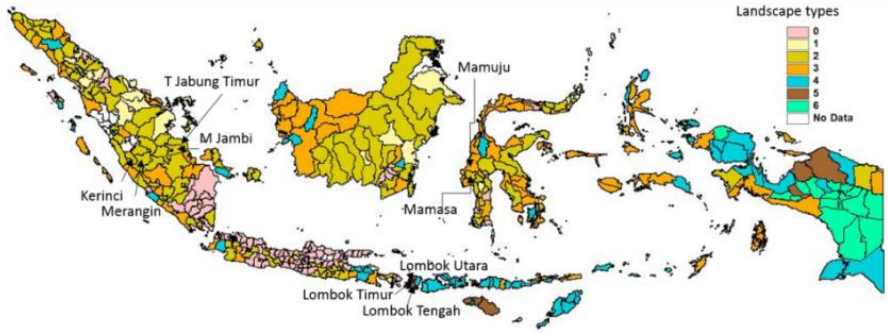 Landscape types
0
1
2
3
4
5
6
No Data
Mamuju
T Jabung Timur
M Jambi
Kerinci
Merangin
Mamasa
Lombok Utara
Lombok Timur
Lombok Tengah